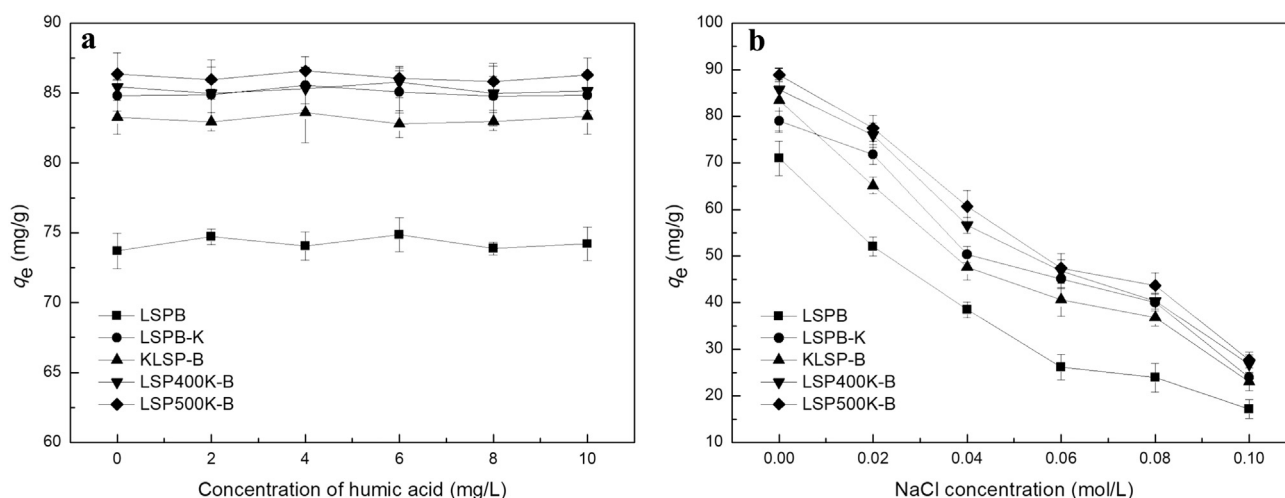 a
90
85
80
75
70
65
60
qe (mg/g)
LSPB
LSPB-K
KLSP-B
LSP400K-B
LSP500K-B
0 2 4 6 8 10
Concentration of humic acid (mg/L)
b
100
90
80
70
60
50
40
30
20
10
qe (mg/g)
LSPB
LSPB-K
KLSP-B
LSP400K-B
LSP500K-B
0.00 0.02 0.04 0.06 0.08 0.10
NaCl concentration (mol/L)